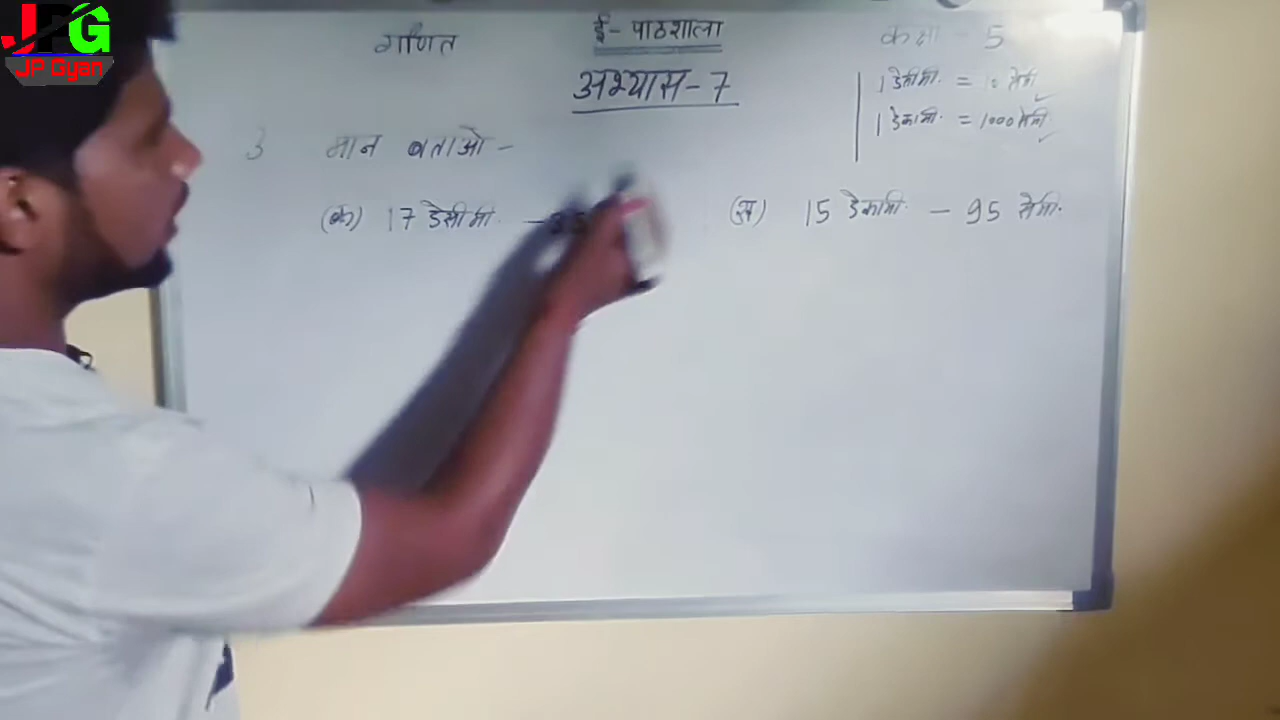 JPG
JP Gyan
गणित ई- पाठशाला कक्षा - 5
अभ्यास-7
1 डेसीमी. = 10 सेमी
1 डेकामी. = 1000 सेमी
3 मान बताओ-
(क) 17 डेसीमी. - (ख) 15 डेकामी. - 95 सेमी.